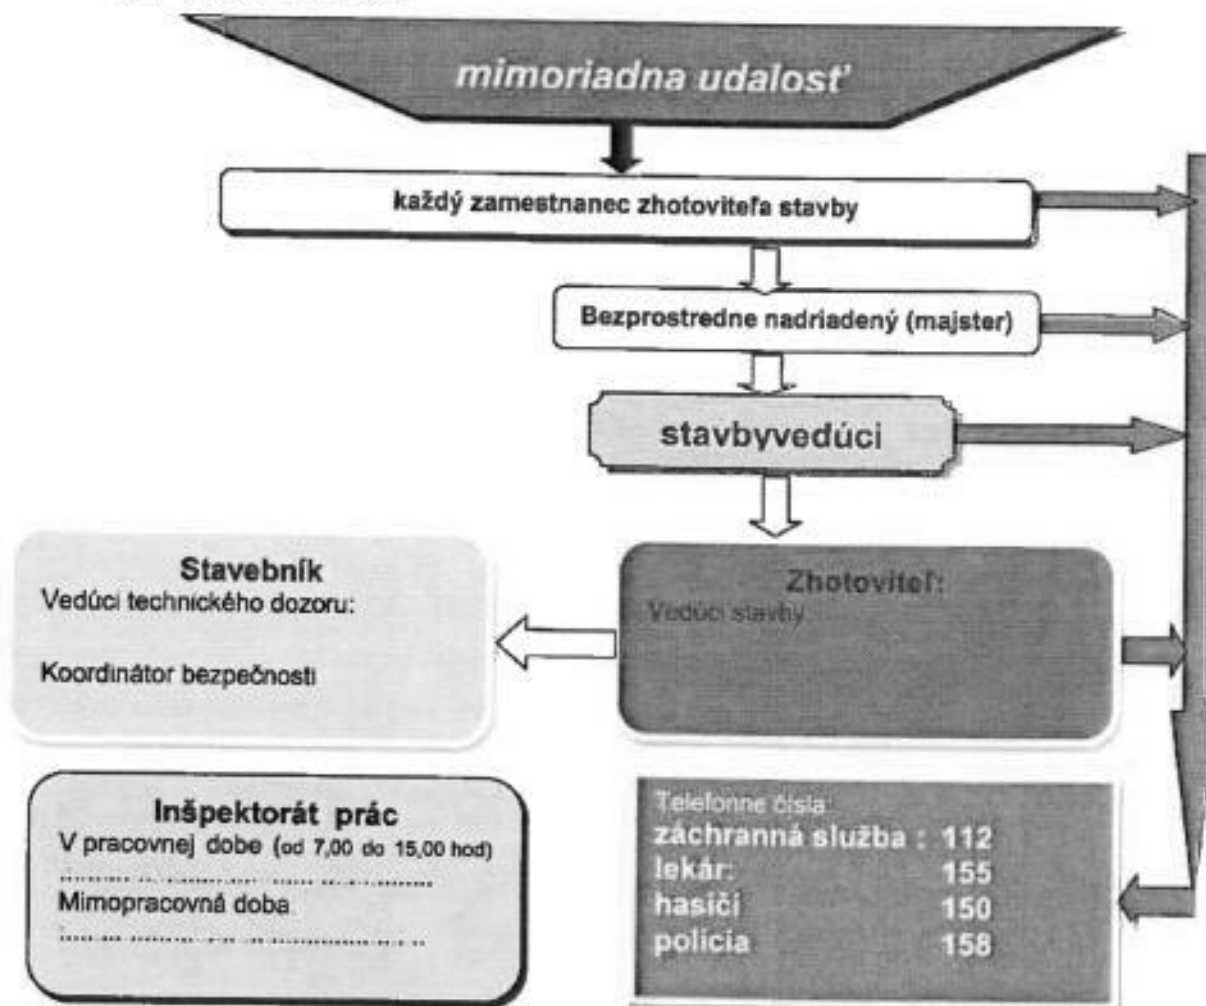 mimoriadna udalosť
každý zamestnanec zhotoviteľa stavby
Bezprostredne nadriadený (majster)
stavbyvedúci
Stavebník
Vedúci technického dozoru:
Koordinátor bezpečnosti
Zhotoviteľ:
Vedúci stavby
Inšpektorát prác
V pracovnej dobe (od 7,00 do 15,00 hod)
Mimopracovná doba
Telefonne čísla
záchranná služba : 112
lekár: 155
hasiči 150
polícia 158